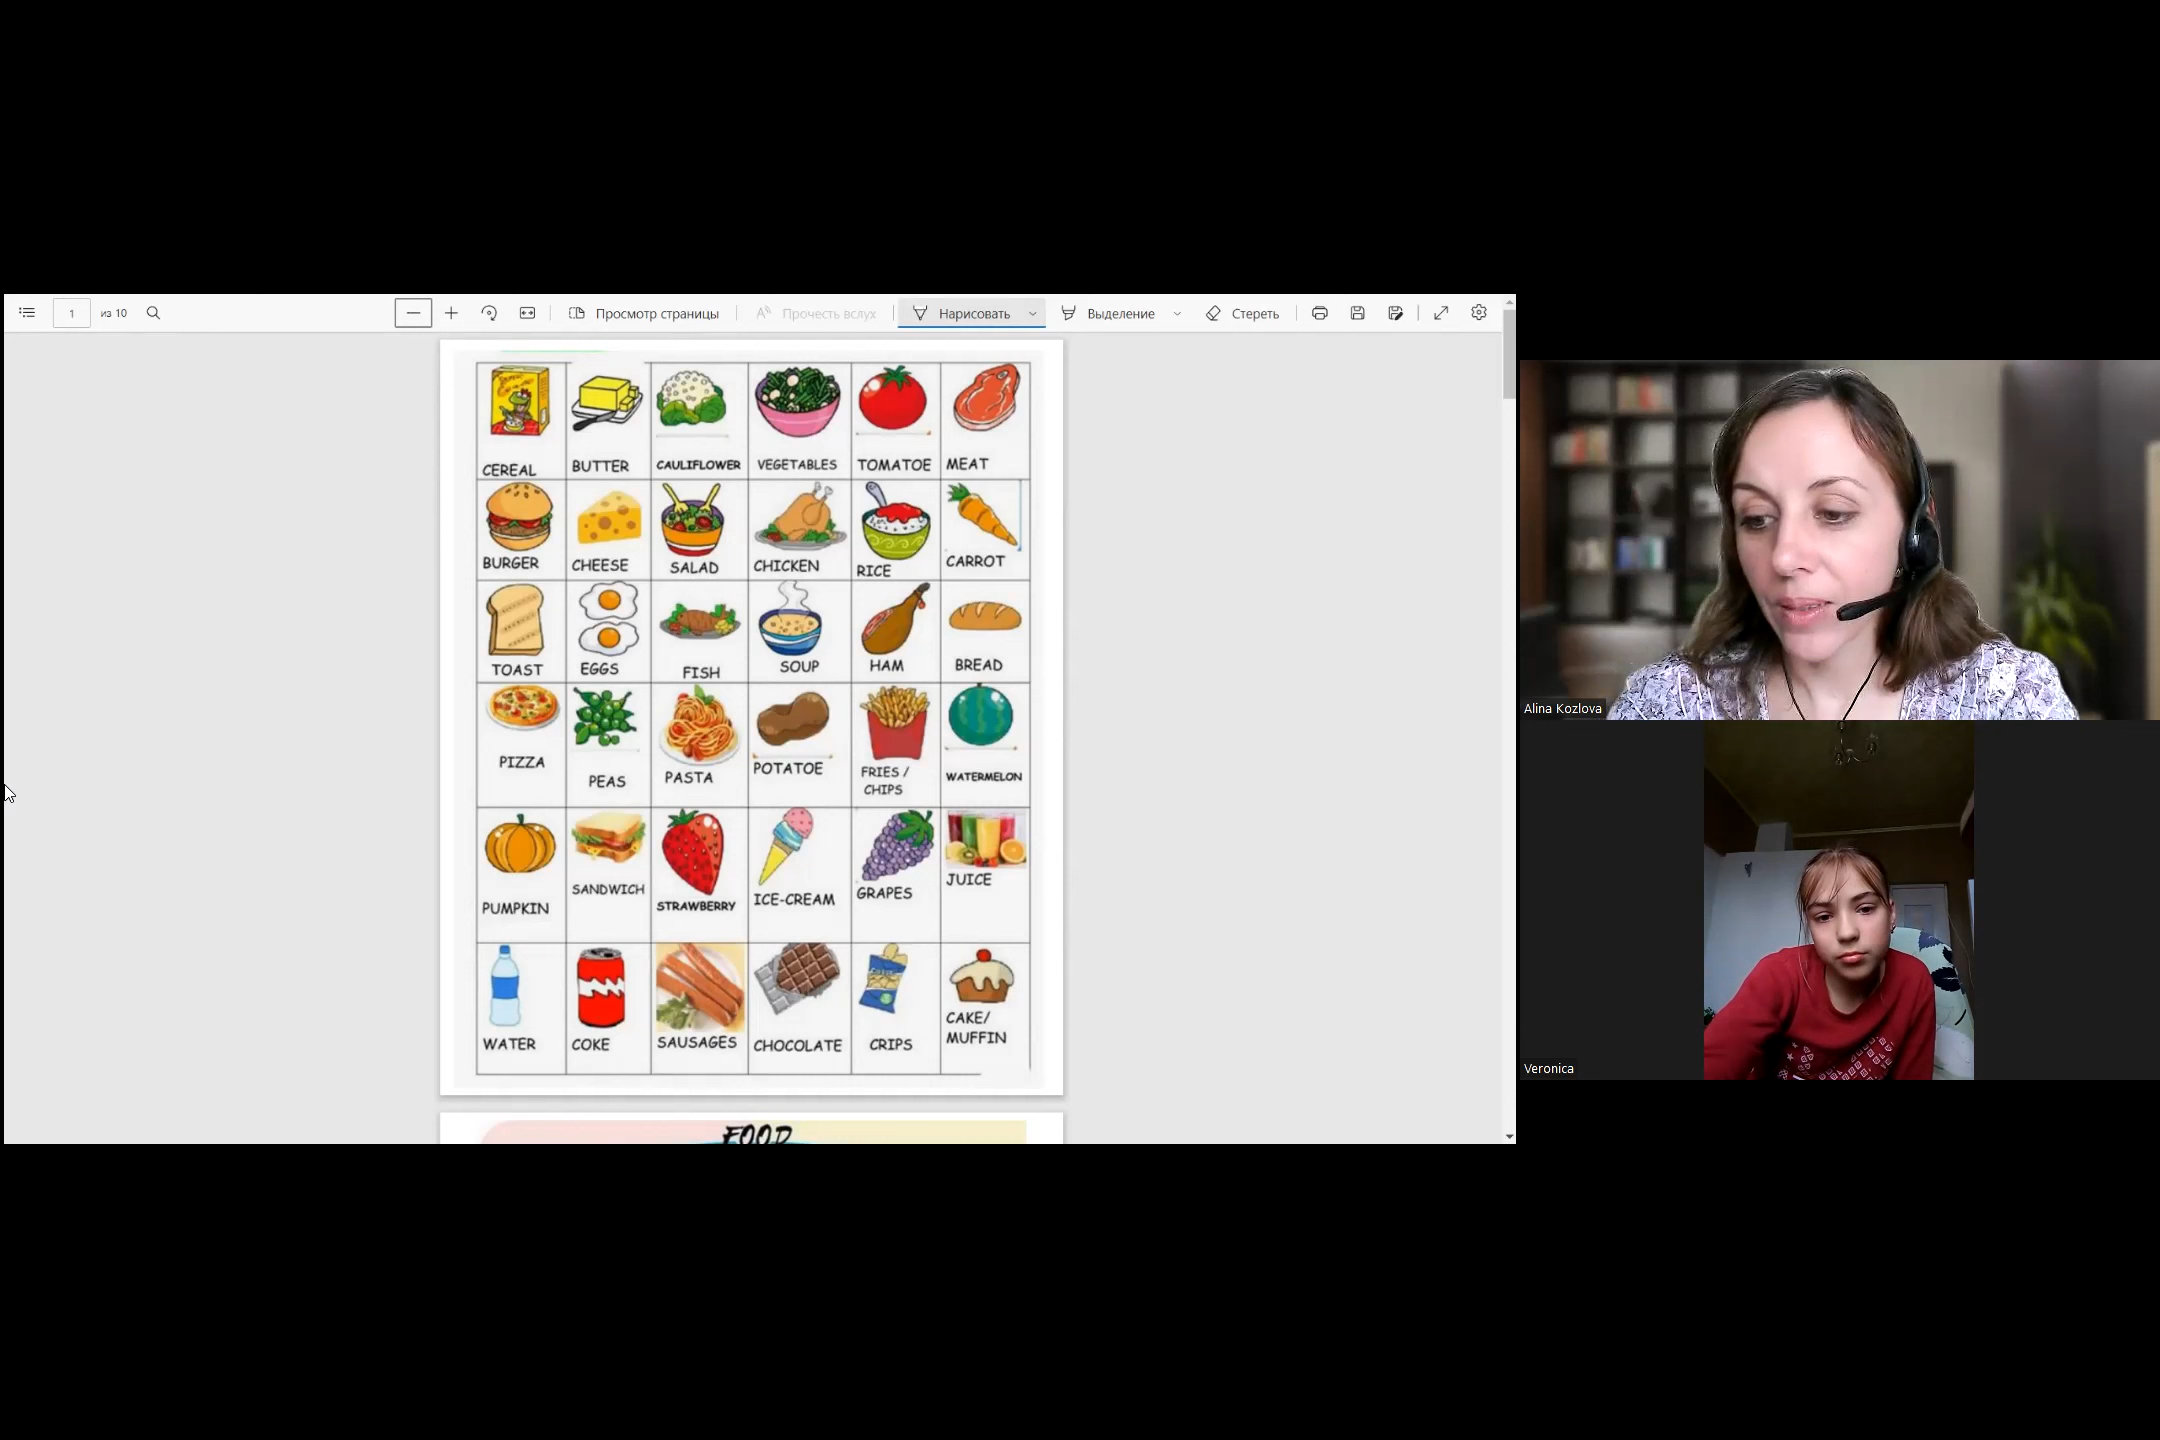 1 из 10 Просмотр страницы Прочесть вслух Нарисовать Выделение Стереть
CEREAL BUTTER CAULIFLOWER VEGETABLES TOMATOE MEAT
BURGER CHEESE SALAD CHICKEN RICE CARROT
TOAST EGGS FISH SOUP HAM BREAD
PIZZA PEAS PASTA POTATOE FRIES / CHIPS WATERMELON
PUMPKIN SANDWICH STRAWBERRY ICE-CREAM GRAPES JUICE
WATER COKE SAUSAGES CHOCOLATE CRIPS CAKE/ MUFFIN
FOOD
Alina Kozlova
Veronica